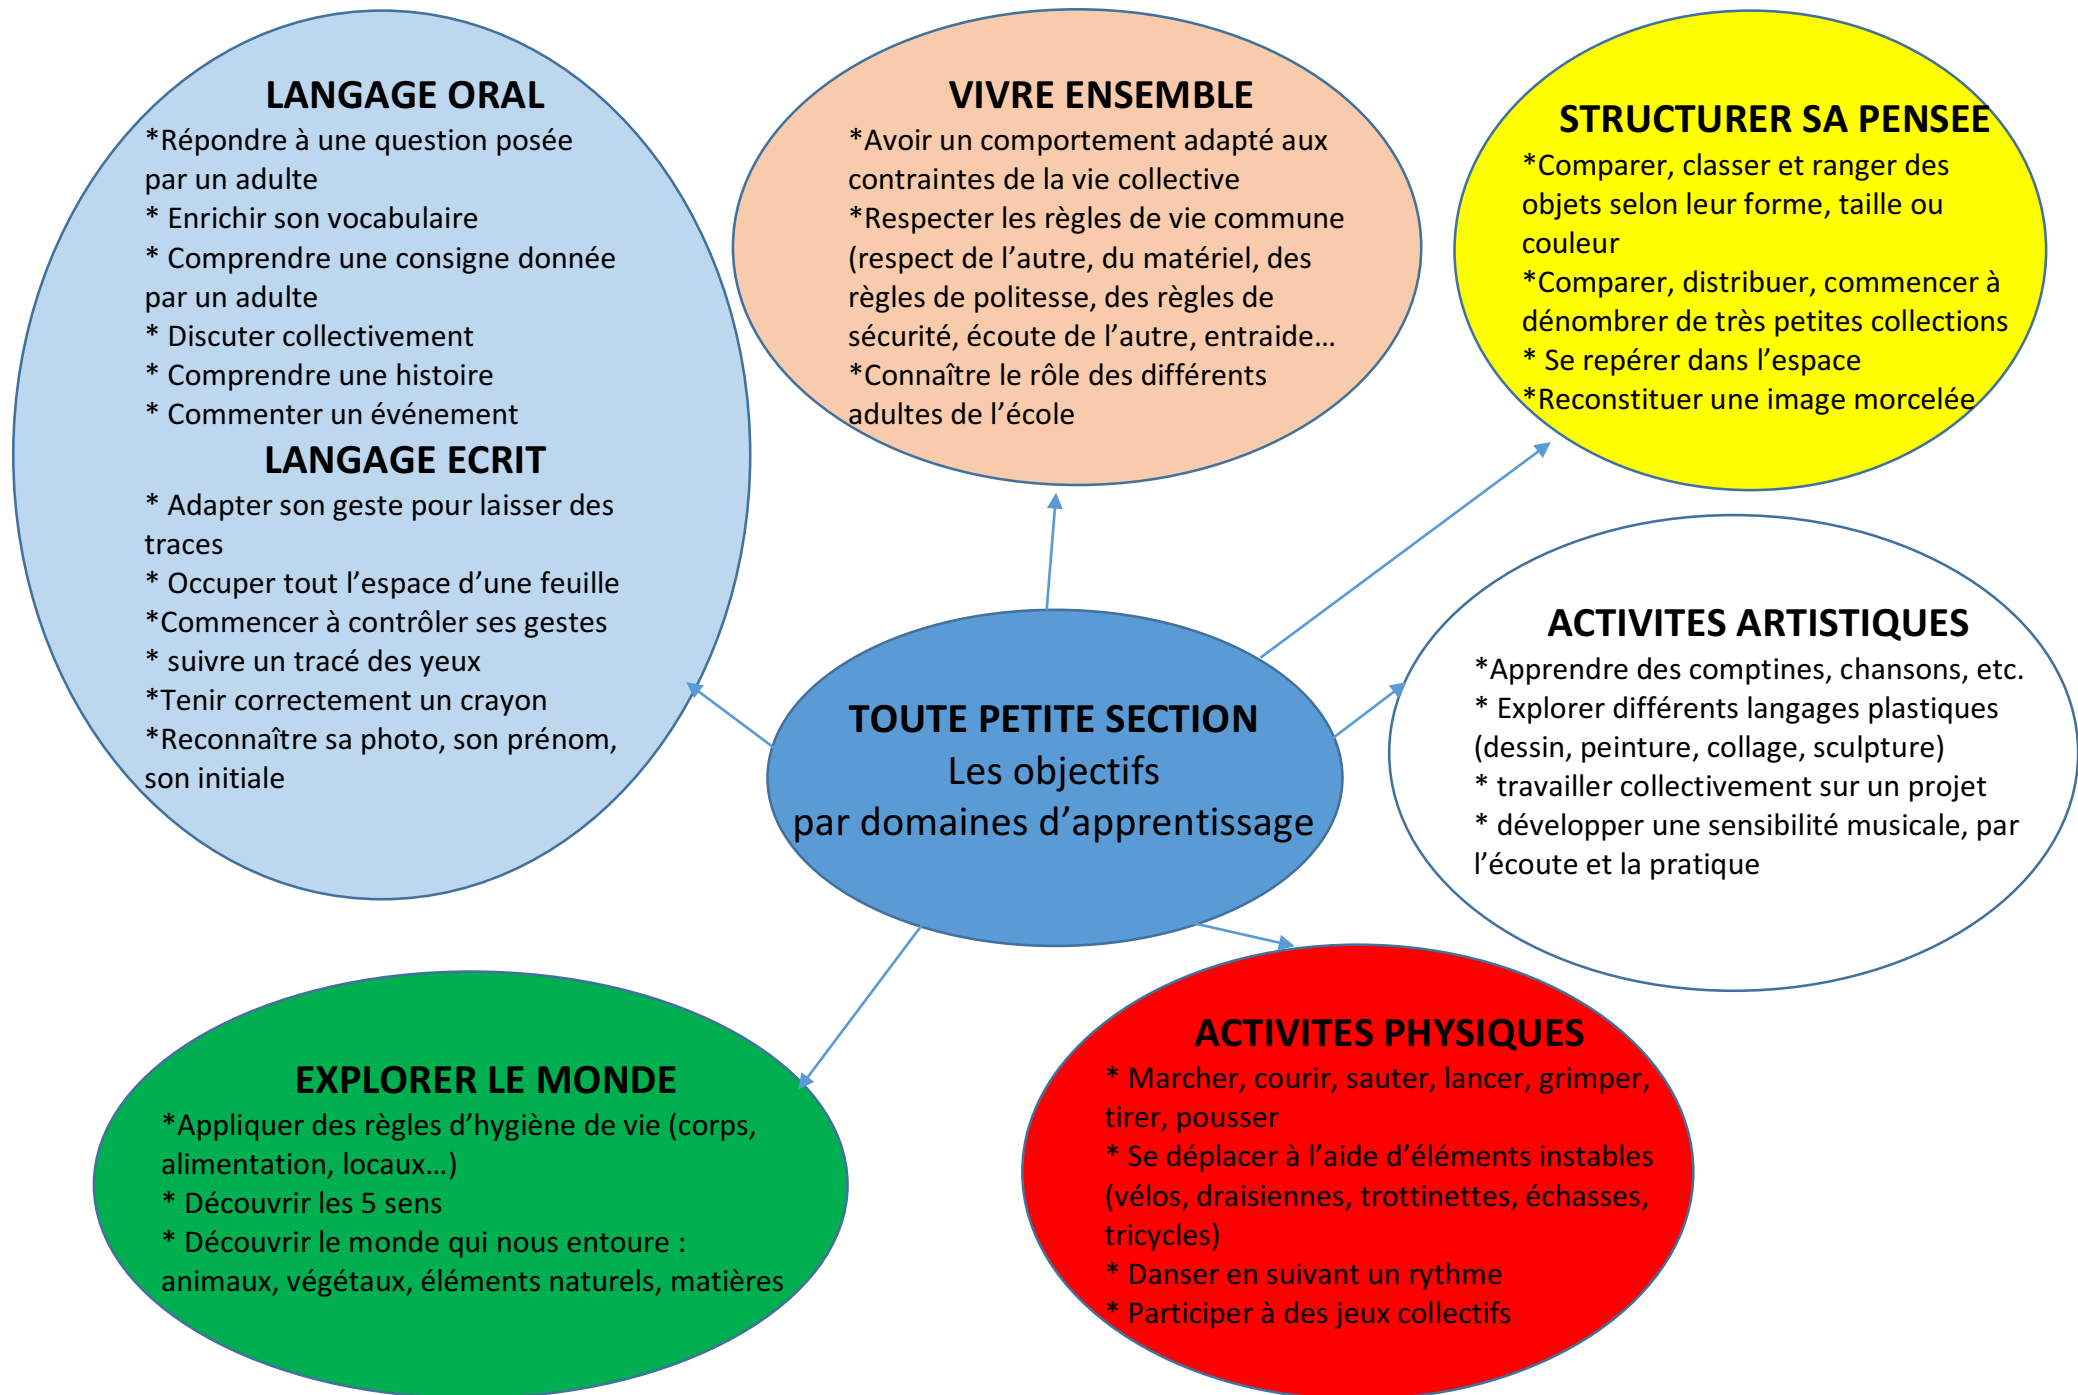 LANGAGE ORAL
*Répondre à une question posée
par un adulte
* Enrichir son vocabulaire
* Comprendre une consigne donnée
par un adulte
* Discuter collectivement
* Comprendre une histoire
* Commenter un événement
LANGAGE ECRIT
* Adapter son geste pour laisser des
traces
* Occuper tout l’espace d’une feuille
*Commencer à contrôler ses gestes
* suivre un tracé des yeux
*Tenir correctement un crayon
*Reconnaître sa photo, son prénom,
son initiale
VIVRE ENSEMBLE
*Avoir un comportement adapté aux
contraintes de la vie collective
*Respecter les règles de vie commune
(respect de l’autre, du matériel, des
règles de politesse, des règles de
sécurité, écoute de l’autre, entraide…
*Connaître le rôle des différents
adultes de l’école
STRUCTURER SA PENSEE
*Comparer, classer et ranger des
objets selon leur forme, taille ou
couleur
*Comparer, distribuer, commencer à
dénombrer de très petites collections
* Se repérer dans l’espace
*Reconstituer une image morcelée
TOUTE PETITE SECTION
Les objectifs
par domaines d’apprentissage
ACTIVITES ARTISTIQUES
*Apprendre des comptines, chansons, etc.
* Explorer différents langages plastiques
(dessin, peinture, collage, sculpture)
* travailler collectivement sur un projet
* développer une sensibilité musicale, par
l’écoute et la pratique
EXPLORER LE MONDE
*Appliquer des règles d’hygiène de vie (corps,
alimentation, locaux…)
* Découvrir les 5 sens
* Découvrir le monde qui nous entoure :
animaux, végétaux, éléments naturels, matières
ACTIVITES PHYSIQUES
* Marcher, courir, sauter, lancer, grimper,
tirer, pousser
* Se déplacer à l’aide d’éléments instables
(vélos, draisiennes, trottinettes, échasses,
tricycles)
* Danser en suivant un rythme
* Participer à des jeux collectifs